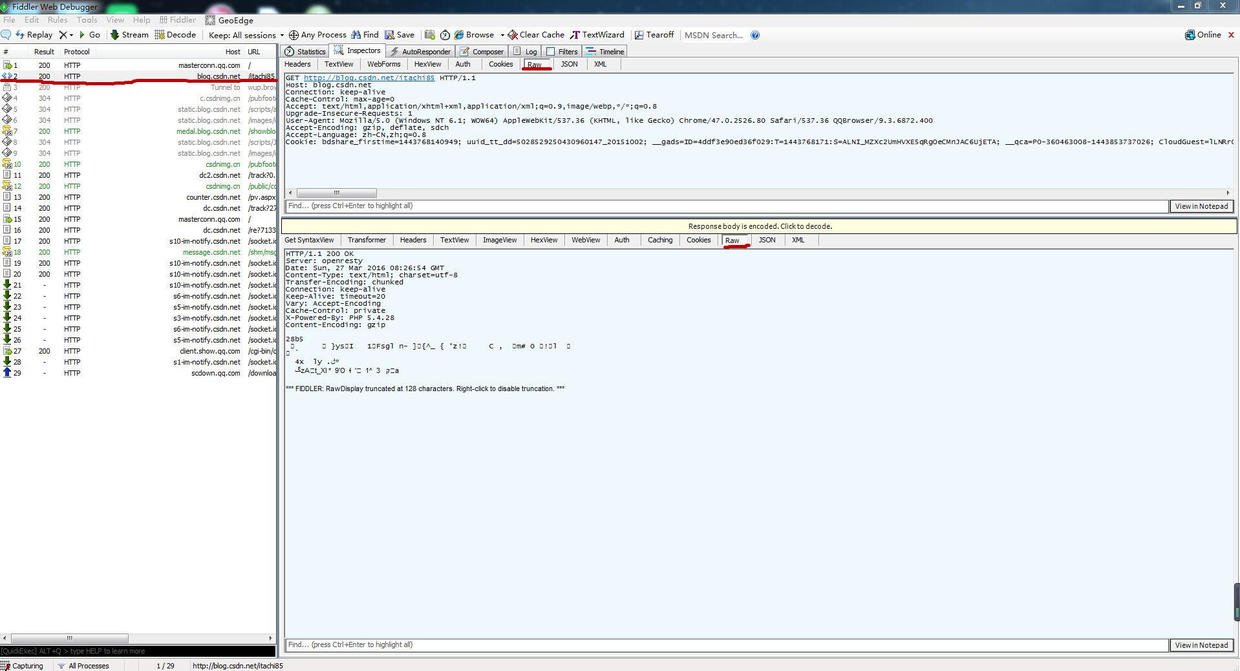 Fiddler Web Debugger
File Edit Rules Tools View Help Fiddler GeoEdge
Replay Go Stream Decode Keep: All sessions Any Process Find Save Browse Clear Cache TextWizard Tearoff MSDN Search... Online
# Result Protocol Host URL
1 200 HTTP masterconn.qq.com /
2 200 HTTP blog.csdn.net /itachi85
3 200 HTTP Tunnel to wup.brow
4 304 HTTP c.csdnimg.cn /pubfoot
5 304 HTTP static.blog.csdn.net /scripts/a
6 304 HTTP static.blog.csdn.net /images/
7 200 HTTP medal.blog.csdn.net /showblo
8 200 HTTP static.blog.csdn.net /scripts/
9 304 HTTP static.blog.csdn.net /images/
10 200 HTTP csdnimg.cn /pubfoot
11 200 HTTP dc2.csdn.net /track?0.
12 200 HTTP csdnimg.cn /public/c
13 200 HTTP counter.csdn.net /pv.aspx
14 200 HTTP dc.csdn.net /track?2
15 200 HTTP masterconn.qq.com /
16 200 HTTP dc.csdn.net /re?7133
17 200 HTTP s10-im-notify.csdn.net /socket.ic
18 200 HTTP message.csdn.net /shm/msg
19 200 HTTP s10-im-notify.csdn.net /socket.ic
20 200 HTTP s10-im-notify.csdn.net /socket.ic
21 - HTTP s10-im-notify.csdn.net /socket.ic
22 - HTTP s6-im-notify.csdn.net /socket.ic
23 - HTTP s5-im-notify.csdn.net /socket.ic
24 - HTTP s3-im-notify.csdn.net /socket.ic
25 - HTTP s6-im-notify.csdn.net /socket.ic
26 - HTTP s5-im-notify.csdn.net /socket.ic
27 200 HTTP client.show.qq.com /cgi-bin/
28 - HTTP s1-im-notify.csdn.net /socket.ic
29 - HTTP scdown.qq.com /downloa
[QuickExec] ALT+Q > type HELP to learn more
Capturing All Processes 1 / 29 http://blog.csdn.net/itachi85
Statistics Inspectors AutoResponder Composer Log Filters Timeline
Headers TextView WebForms HexView Auth Cookies Raw JSON XML
GET http://blog.csdn.net/itachi85 HTTP/1.1
Host: blog.csdn.net
Connection: keep-alive
Cache-Control: max-age=0
Accept: text/html,application/xhtml+xml,application/xml;q=0.9,image/webp,*/*;q=0.8
Upgrade-Insecure-Requests: 1
User-Agent: Mozilla/5.0 (Windows NT 6.1; WOW64) AppleWebKit/537.36 (KHTML, like Gecko) Chrome/47.0.2526.80 Safari/537.36 QQBrowser/9.3.6872.400
Accept-Encoding: gzip, deflate, sdch
Accept-Language: zh-CN,zh;q=0.8
Cookie: bdshare_firstime=1443768140949; uuid_tt_dd=5028529250430960147_20151002; __gads=ID=4ddf3e90ed36f029:T=1443768171:S=ALNI_MZXc2UmHVXESqRgOeCMnJAC6UjETA; __qca=P0-360463008-1443853737026;
Find... (press Ctrl+Enter to highlight all) View in Notepad
Response body is encoded. Click to decode.
Get SyntaxView Transformer Headers TextView ImageView HexView WebView Auth Caching Cookies Raw JSON XML
HTTP/1.1 200 OK
Server: openresty
Date: Sun, 27 Mar 2016 08:26:54 GMT
Content-Type: text/html; charset=utf-8
Transfer-Encoding: chunked
Connection: keep-alive
Keep-Alive: timeout=20
Vary: Accept-Encoding
Cache-Control: private
X-Powered-By: PHP 5.4.28
Content-Encoding: gzip
28b5
*** FIDDLER: RawDisplay truncated at 128 characters. Right-click to disable truncation. ***
Find... (press Ctrl+Enter to highlight all) View in Notepad